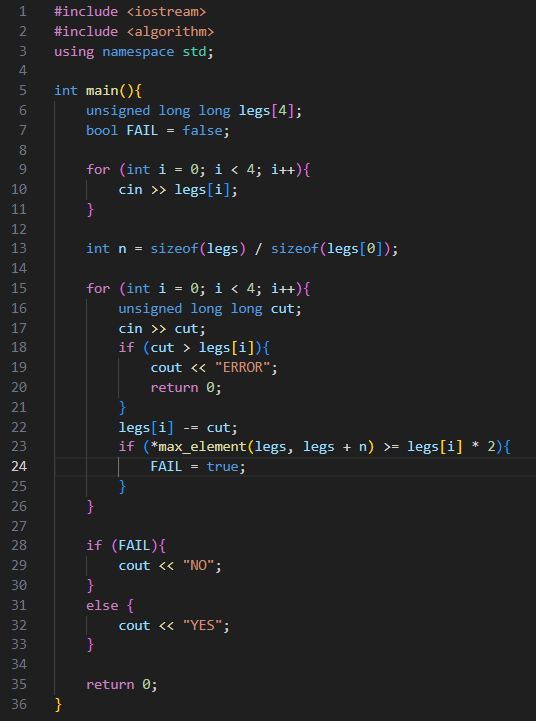 1 #include <iostream>
2 #include <algorithm>
3 using namespace std;
4
5 int main(){
6     unsigned long long legs[4];
7     bool FAIL = false;
8
9     for (int i = 0; i < 4; i++){
10         cin >> legs[i];
11     }
12
13     int n = sizeof(legs) / sizeof(legs[0]);
14
15     for (int i = 0; i < 4; i++){
16         unsigned long long cut;
17         cin >> cut;
18         if (cut > legs[i]){
19             cout << "ERROR";
20             return 0;
21         }
22         legs[i] -= cut;
23         if (*max_element(legs, legs + n) >= legs[i] * 2){
24             FAIL = true;
25         }
26     }
27
28     if (FAIL){
29         cout << "NO";
30     }
31     else {
32         cout << "YES";
33     }
34
35     return 0;
36 }